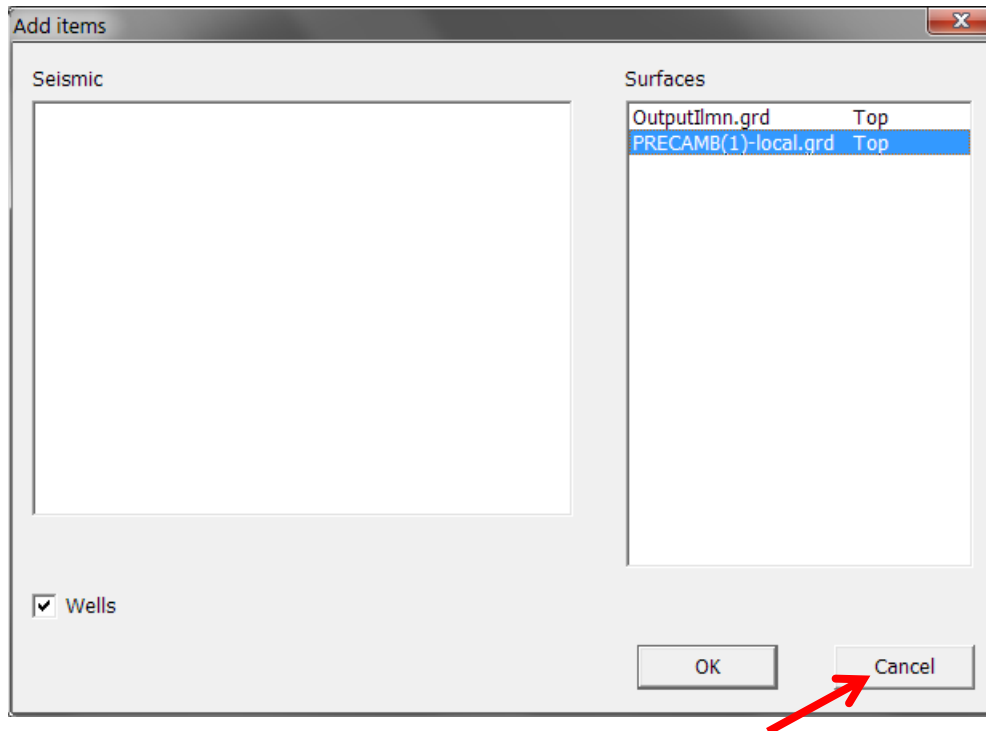 Add items
Seismic
Surfaces
OutputIlmn.grd Top
PRECAMB(1)-local.grd Top
Wells
OK
Cancel